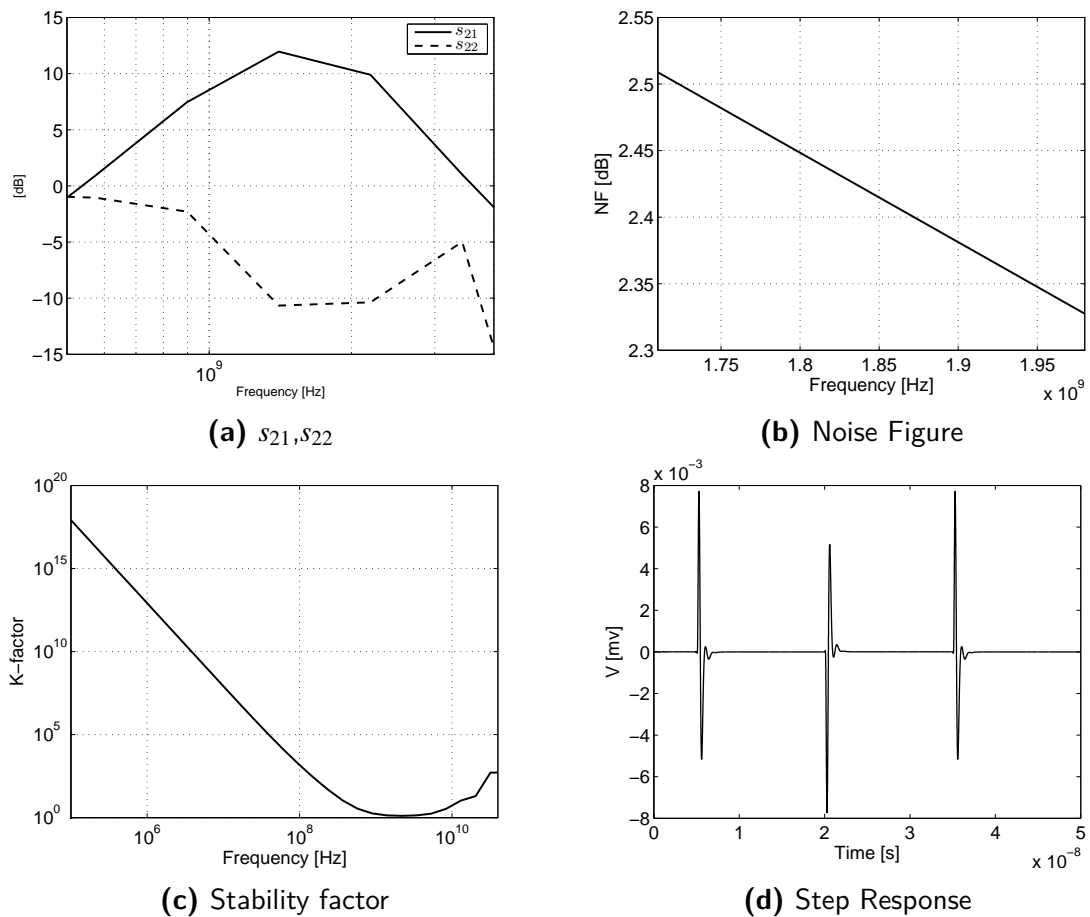 15
10
5
0
−5
−10
−15
[dB]
10^9
Frequency [Hz]
s21
s22
(a) s21,s22
2.55
2.5
2.45
2.4
2.35
2.3
NF [dB]
1.75 1.8 1.85 1.9 1.95
Frequency [Hz]
x 10^9
(b) Noise Figure
10^20
10^15
10^10
10^5
10^0
K−factor
10^6 10^8 10^10
Frequency [Hz]
(c) Stability factor
x 10^−3
8
6
4
2
0
−2
−4
−6
−8
V [mv]
0 1 2 3 4 5
Time [s]
x 10^−8
(d) Step Response